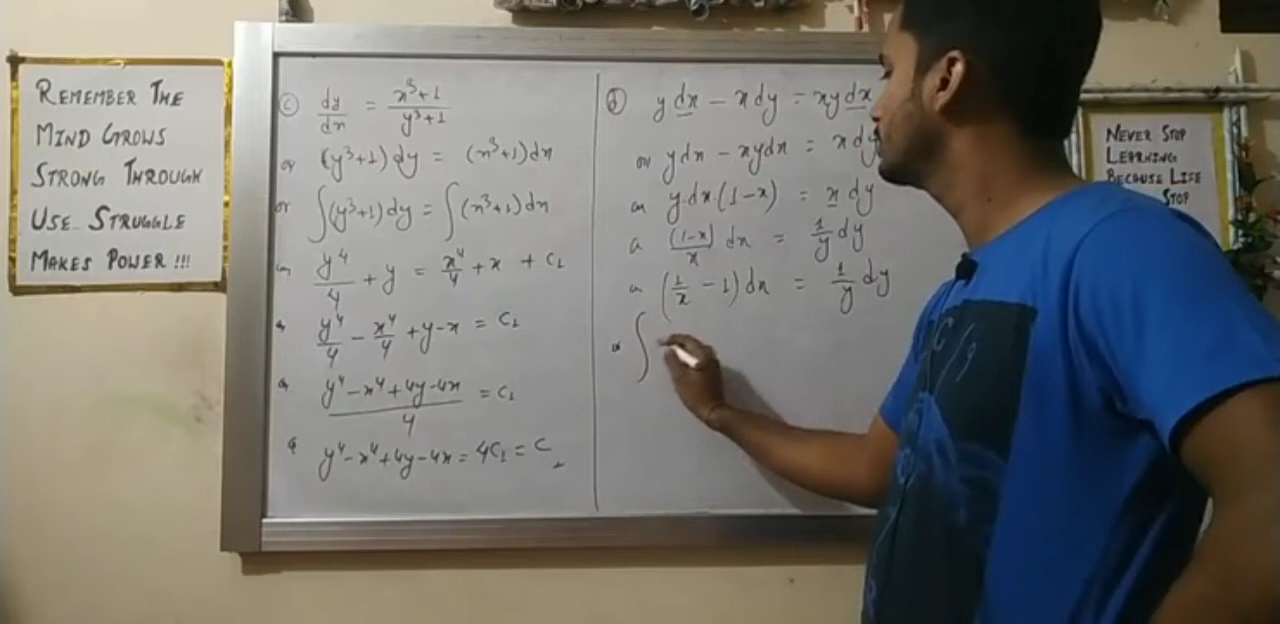 REMEMBER THE
MIND GROWS
STRONG THROUGH
USE. STRUGGLE
MAKES POWER !!!
(c) dy/dx = x³+1/y³+1
or (y³+1)dy = (x³+1)dx
or ∫(y³+1)dy = ∫(x³+1)dx
or y⁴/4 + y = x⁴/4 + x + C₁
or y⁴/4 - x⁴/4 + y - x = C₁
or y⁴-x⁴+4y-4x/4 = C₁
or y⁴-x⁴+4y-4x = 4C₁ = C
(d) y dx - x dy = xy dx
or y dx - xy dx = x dy
or y dx (1-x) = x dy
or (1-x)/x dx = 1/y dy
or (1/x - 1) dx = 1/y dy
or ∫
NEVER STOP
LEARNING
BECAUSE LIFE
STOP